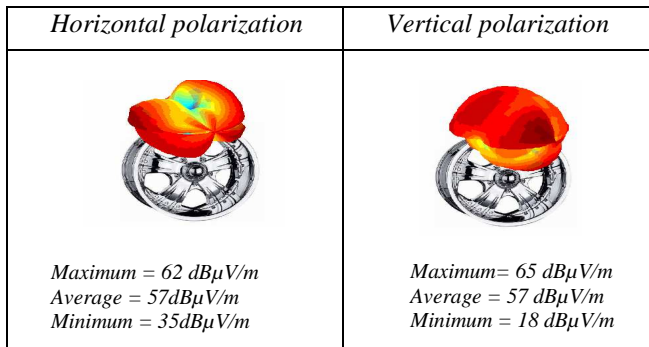 Horizontal polarization
Vertical polarization
Maximum = 62 dBµV/m
Average = 57dBµV/m
Minimum = 35dBµV/m
Maximum= 65 dBµV/m
Average = 57 dBµV/m
Minimum = 18 dBµV/m